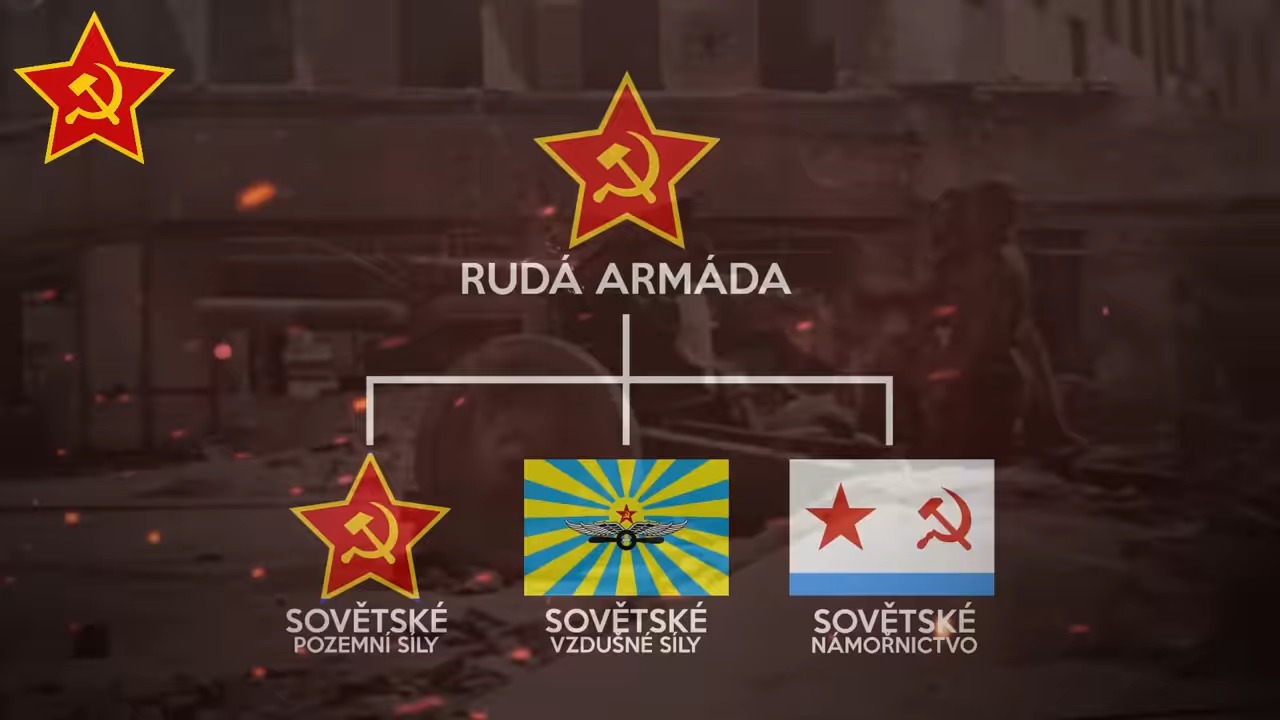 RUDÁ ARMÁDA
SOVĚTSKÉ
POZEMNÍ SÍLY
SOVĚTSKÉ
VZDUŠNÉ SÍLY
SOVĚTSKÉ
NÁMOŘNICTVO